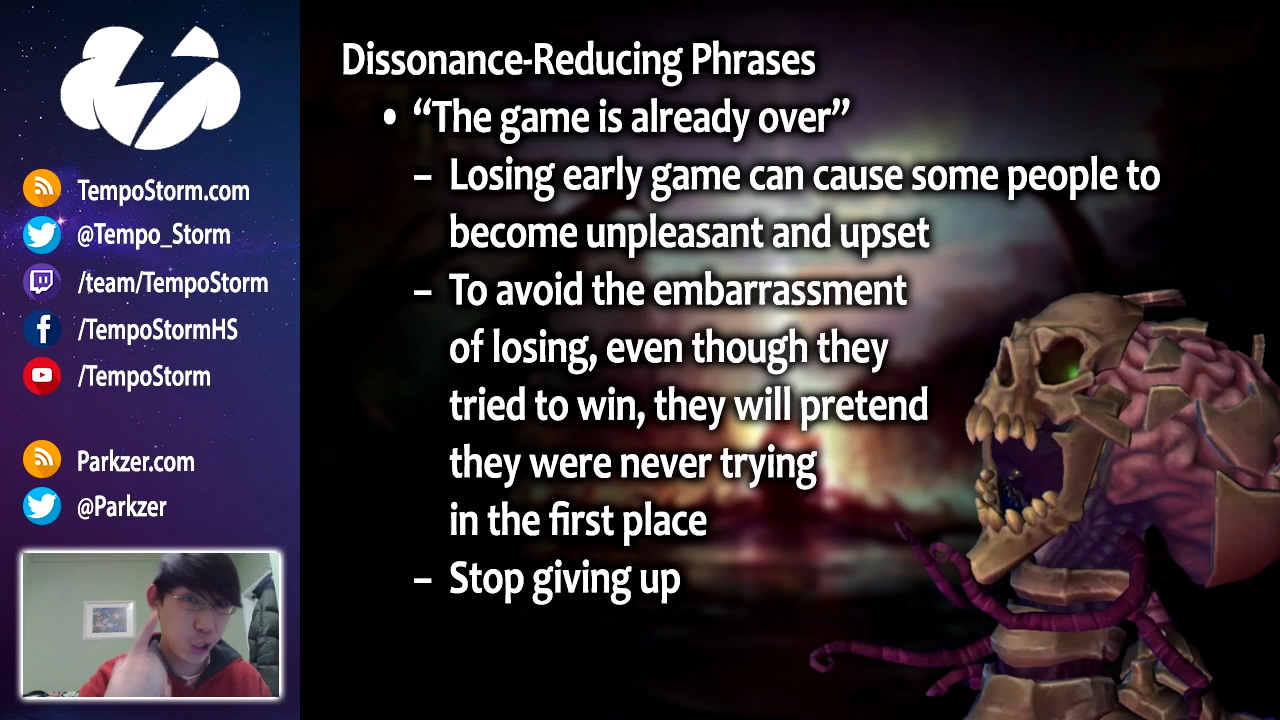 TempoStorm.com
@Tempo_Storm
/team/TempoStorm
/TempoStormHS
/TempoStorm
Parkzer.com
@Parkzer
Dissonance-Reducing Phrases
• “The game is already over”
– Losing early game can cause some people to
become unpleasant and upset
– To avoid the embarrassment
of losing, even though they
tried to win, they will pretend
they were never trying
in the first place
– Stop giving up